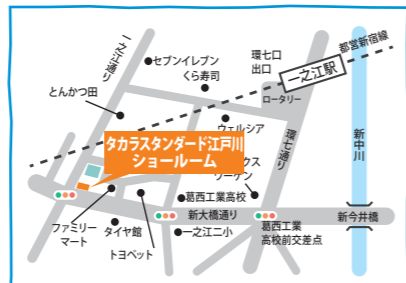 一之江通り
セブンイレブン
くら寿司
環七口
出口
一之江駅
都営新宿線
ロータリー
とんかつ田
ウェルシア
タカラスタンダード江戸川
ショールーム
クス
ワーゲン
環七通り
新中川
葛西工業高校
新大橋通り
新今井橋
ファミリー
マート
タイヤ館
トヨペット
一之江二小
葛西工業
高校前交差点